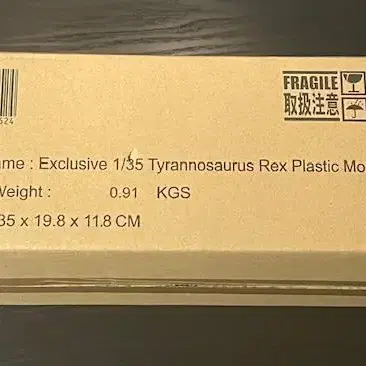 524
FRAGILE
取扱注意
ame : Exclusive 1/35 Tyrannosaurus Rex Plastic Mo
Weight : 0.91 KGS
35 x 19.8 x 11.8 CM